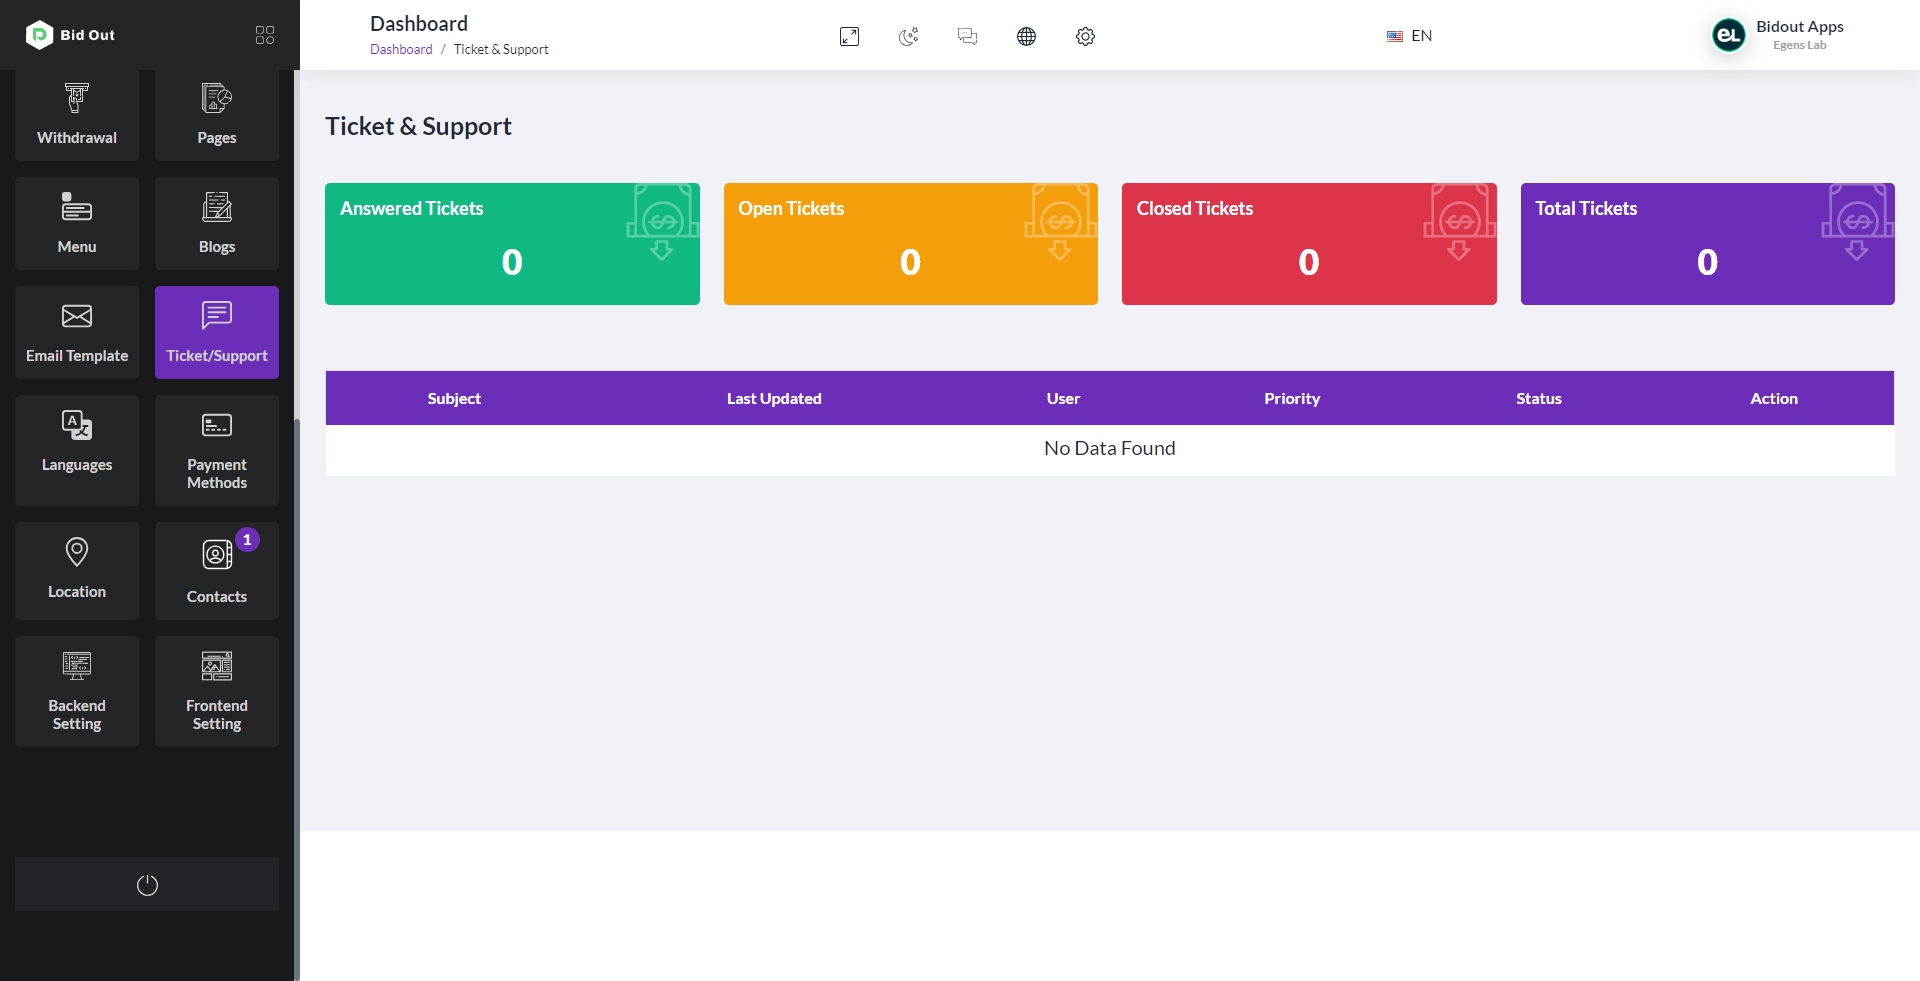 Bid Out
Withdrawal
Pages
Menu
Blogs
Email Template
Ticket/Support
Languages
Payment
Methods
Location
1
Contacts
Backend
Setting
Frontend
Setting
Dashboard
Dashboard / Ticket & Support
EN
eL
Bidout Apps
Egens Lab
Ticket & Support
Answered Tickets
0
Open Tickets
0
Closed Tickets
0
Total Tickets
0
Subject Last Updated User Priority Status Action
No Data Found